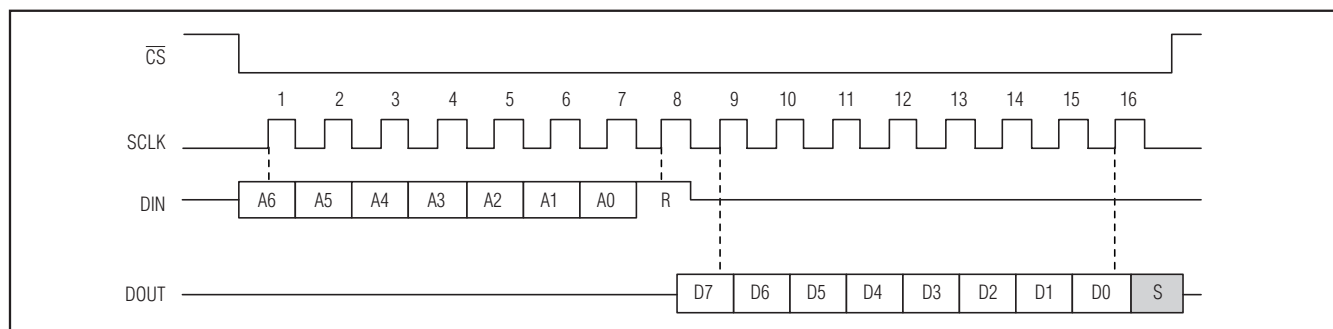 C̅S̅
1 2 3 4 5 6 7 8 9 10 11 12 13 14 15 16
SCLK
DIN A6 A5 A4 A3 A2 A1 A0 R
DOUT D7 D6 D5 D4 D3 D2 D1 D0 S